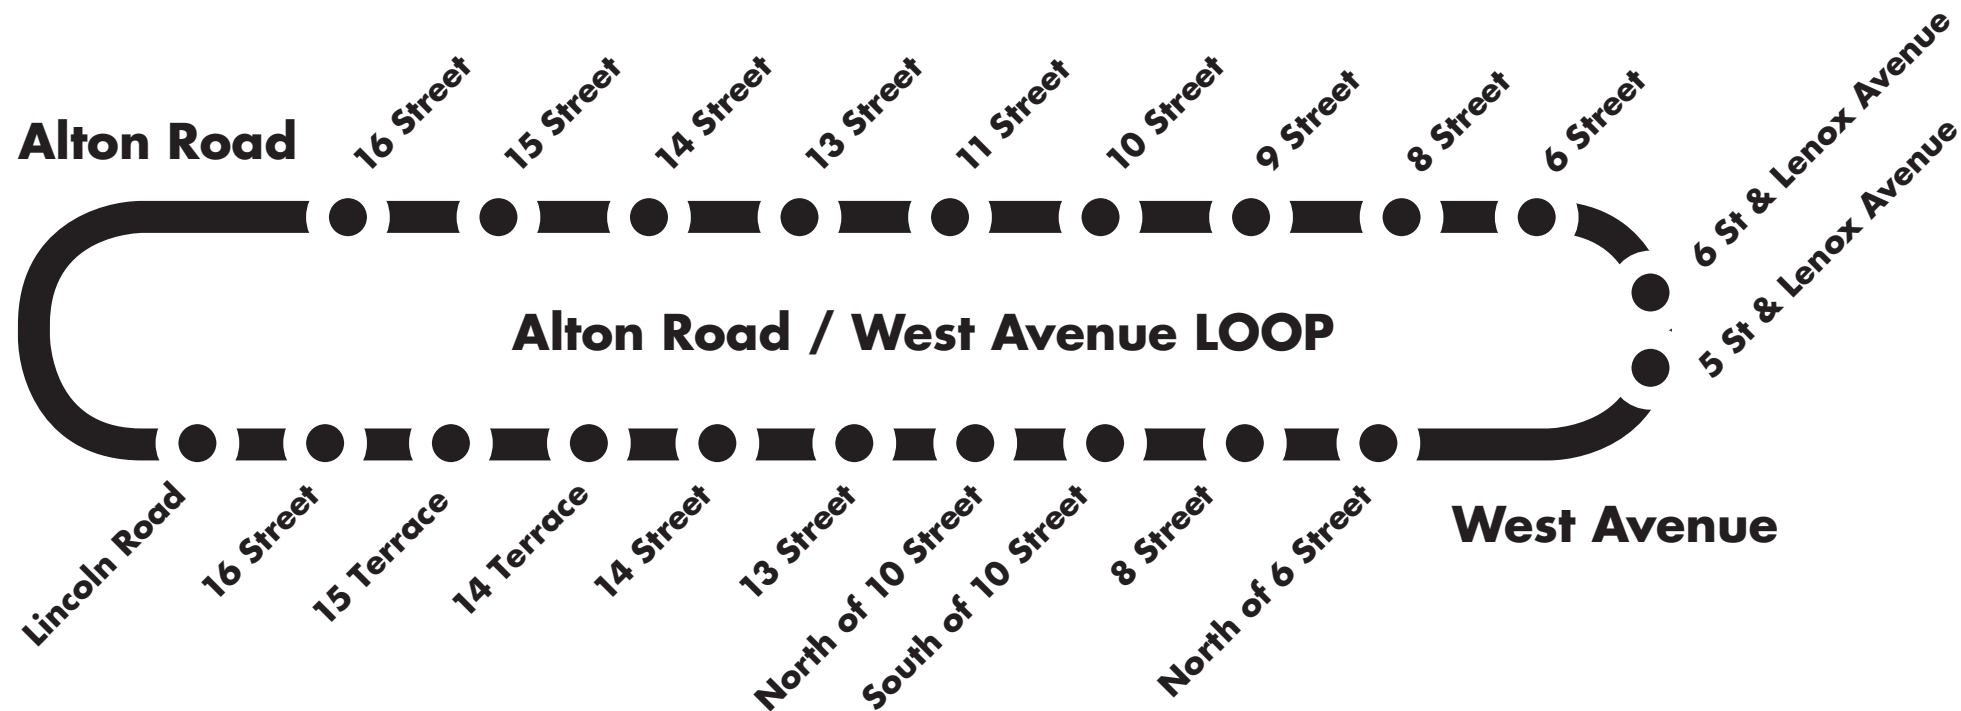 Alton Road
16 Street
15 Street
14 Street
13 Street
11 Street
10 Street
9 Street
8 Street
6 Street
6 St & Lenox Avenue
5 St & Lenox Avenue
Alton Road / West Avenue LOOP
Lincoln Road
16 Street
15 Terrace
14 Terrace
14 Street
13 Street
North of 10 Street
South of 10 Street
8 Street
North of 6 Street
West Avenue